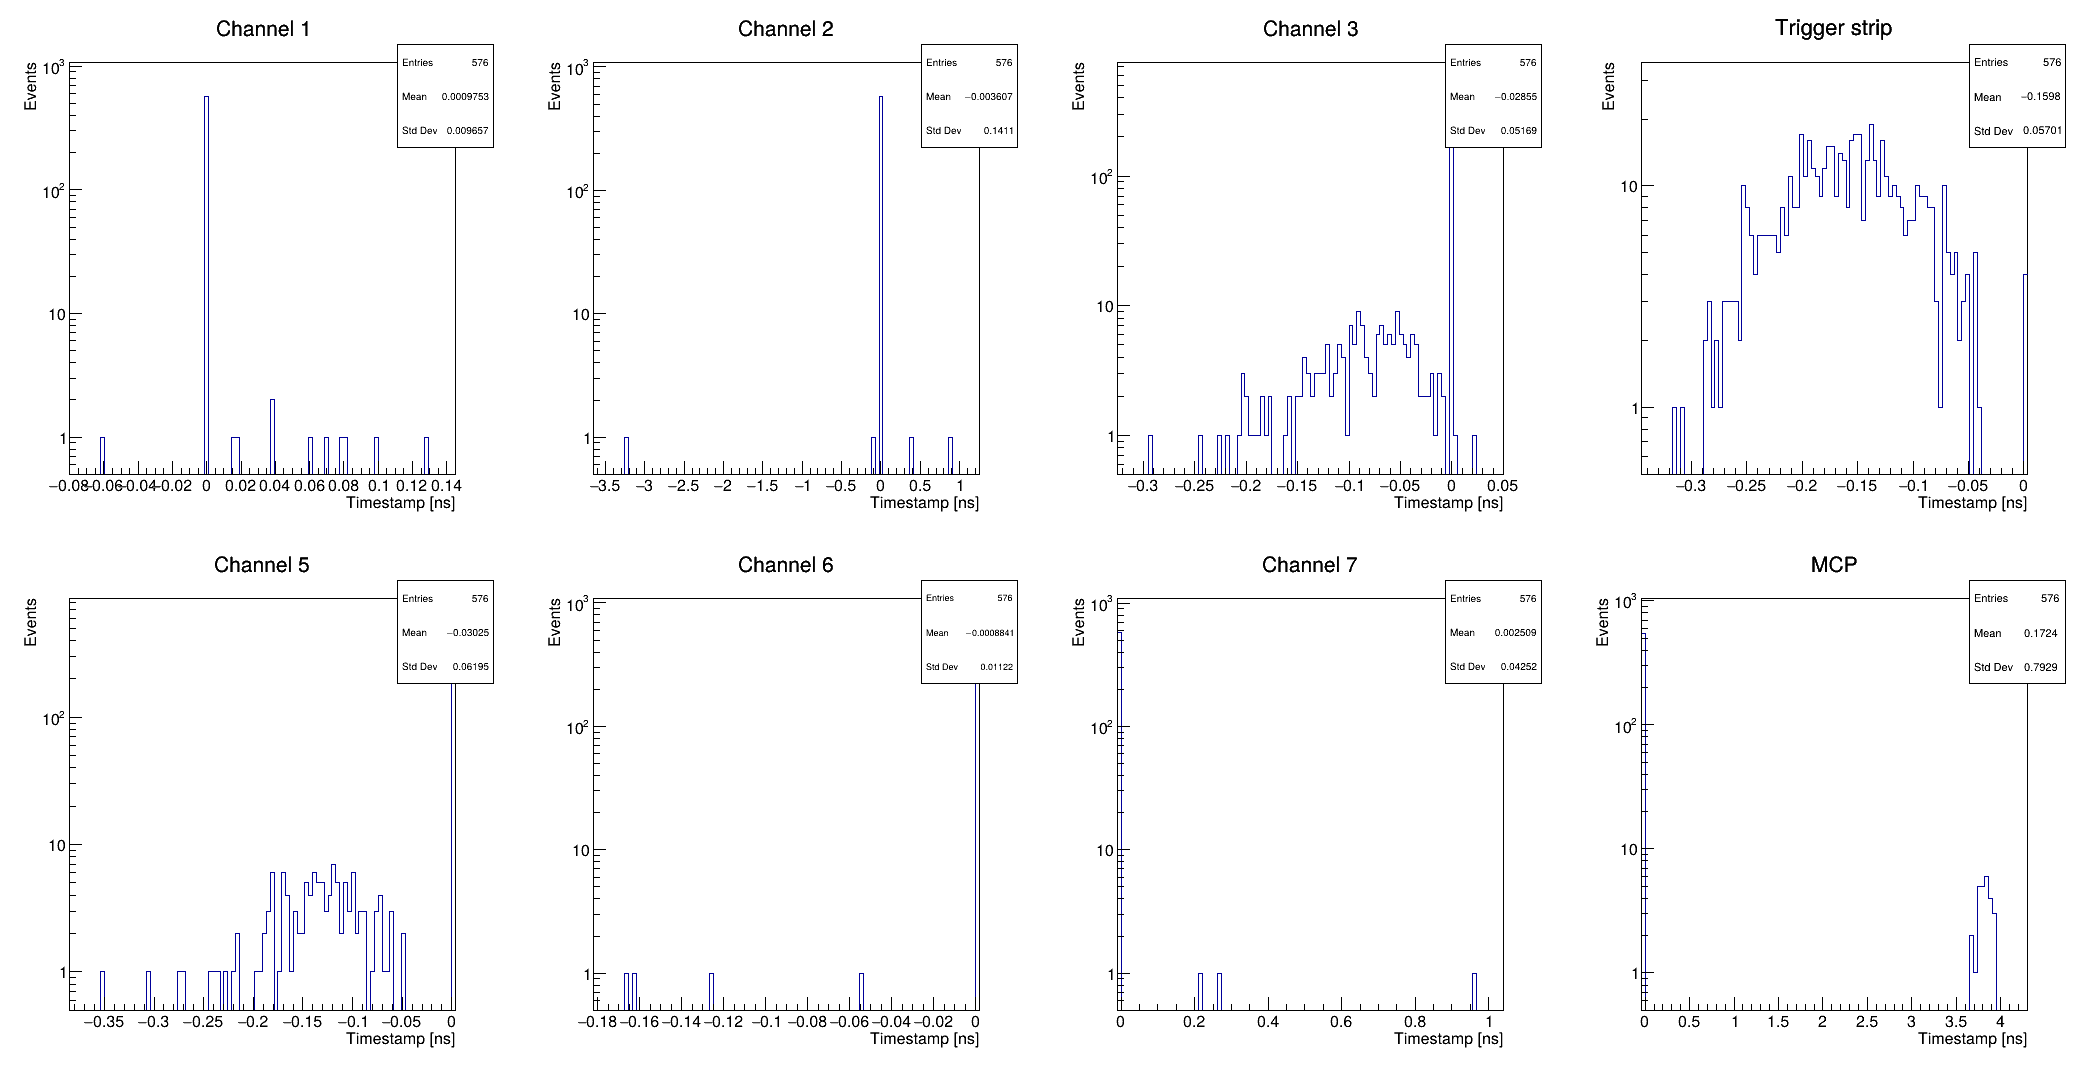 Channel 1
Events
Entries 576
Mean 0.0009753
Std Dev 0.009657
10³
10²
10
1
−0.08 −0.06 −0.04 −0.02 0 0.02 0.04 0.06 0.08 0.1 0.12 0.14
Timestamp [ns]
Channel 2
Events
Entries 576
Mean −0.003607
Std Dev 0.1411
10³
10²
10
1
−3.5 −3 −2.5 −2 −1.5 −1 −0.5 0 0.5 1
Timestamp [ns]
Channel 3
Events
Entries 576
Mean −0.02855
Std Dev 0.05169
10²
10
1
−0.3 −0.25 −0.2 −0.15 −0.1 −0.05 0 0.05
Timestamp [ns]
Trigger strip
Events
Entries 576
Mean −0.1598
Std Dev 0.05701
10
1
−0.3 −0.25 −0.2 −0.15 −0.1 −0.05 0
Timestamp [ns]
Channel 5
Events
Entries 576
Mean −0.03025
Std Dev 0.06195
10²
10
1
−0.35 −0.3 −0.25 −0.2 −0.15 −0.1 −0.05 0
Timestamp [ns]
Channel 6
Events
Entries 576
Mean −0.0008841
Std Dev 0.01122
10³
10²
10
1
−0.18 −0.16 −0.14 −0.12 −0.1 −0.08 −0.06 −0.04 −0.02 0
Timestamp [ns]
Channel 7
Events
Entries 576
Mean 0.002509
Std Dev 0.04252
10³
10²
10
1
0 0.2 0.4 0.6 0.8 1
Timestamp [ns]
MCP
Events
Entries 576
Mean 0.1724
Std Dev 0.7929
10³
10²
10
1
0 0.5 1 1.5 2 2.5 3 3.5 4
Timestamp [ns]